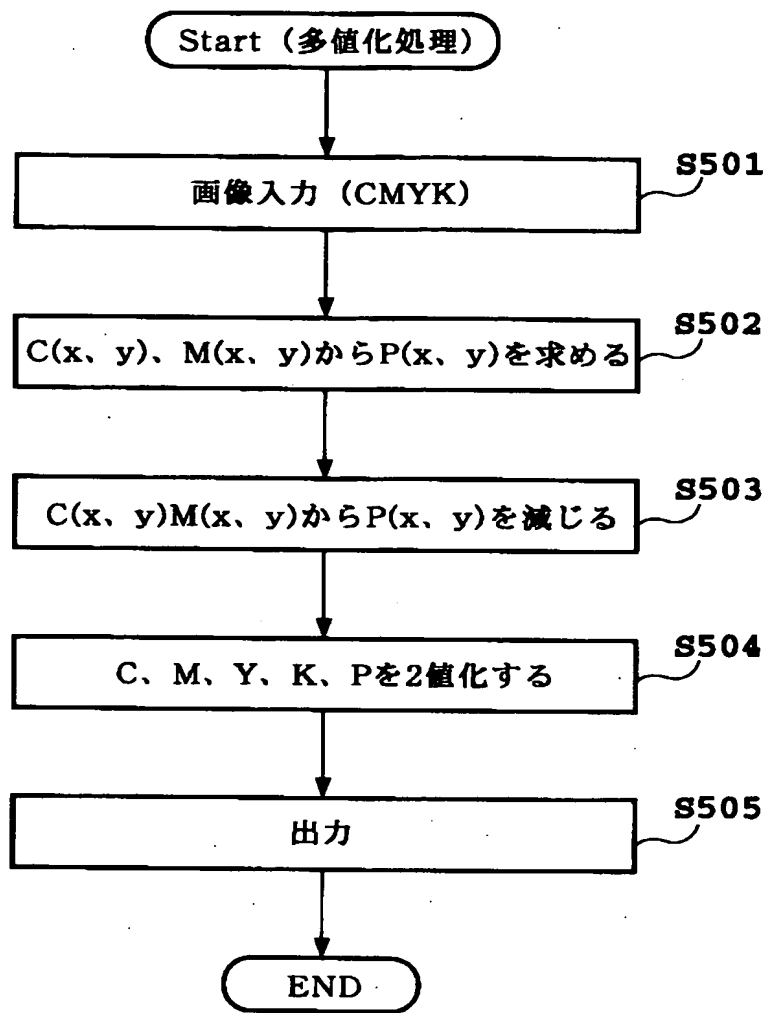 Start（多値化処理）
画像入力（CMYK）
S501
C(x、y)、M(x、y)からP(x、y)を求める
S502
C(x、y)M(x、y)からP(x、y)を減じる
S503
C、M、Y、K、Pを2値化する
S504
出力
S505
END